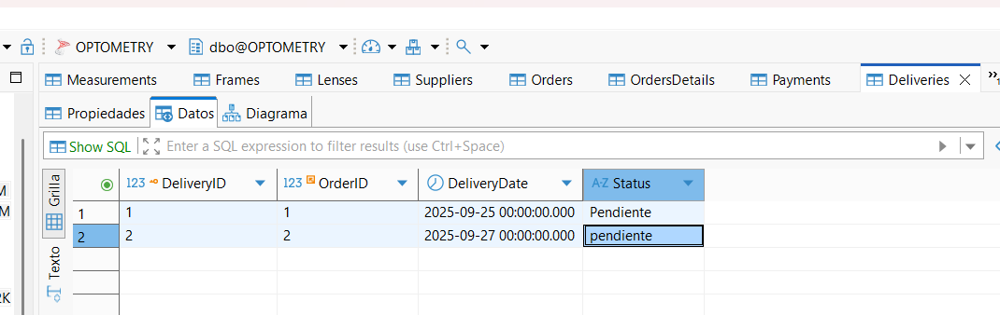 OPTOMETRY dbo@OPTOMETRY
Measurements Frames Lenses Suppliers Orders OrdersDetails Payments Deliveries
Propiedades Datos Diagrama
Show SQL Enter a SQL expression to filter results (use Ctrl+Space)
Grilla
Texto
123 DeliveryID 123 OrderID DeliveryDate A-Z Status
1 1 1 2025-09-25 00:00:00.000 Pendiente
2 2 2 2025-09-27 00:00:00.000 pendiente
M
M
2K